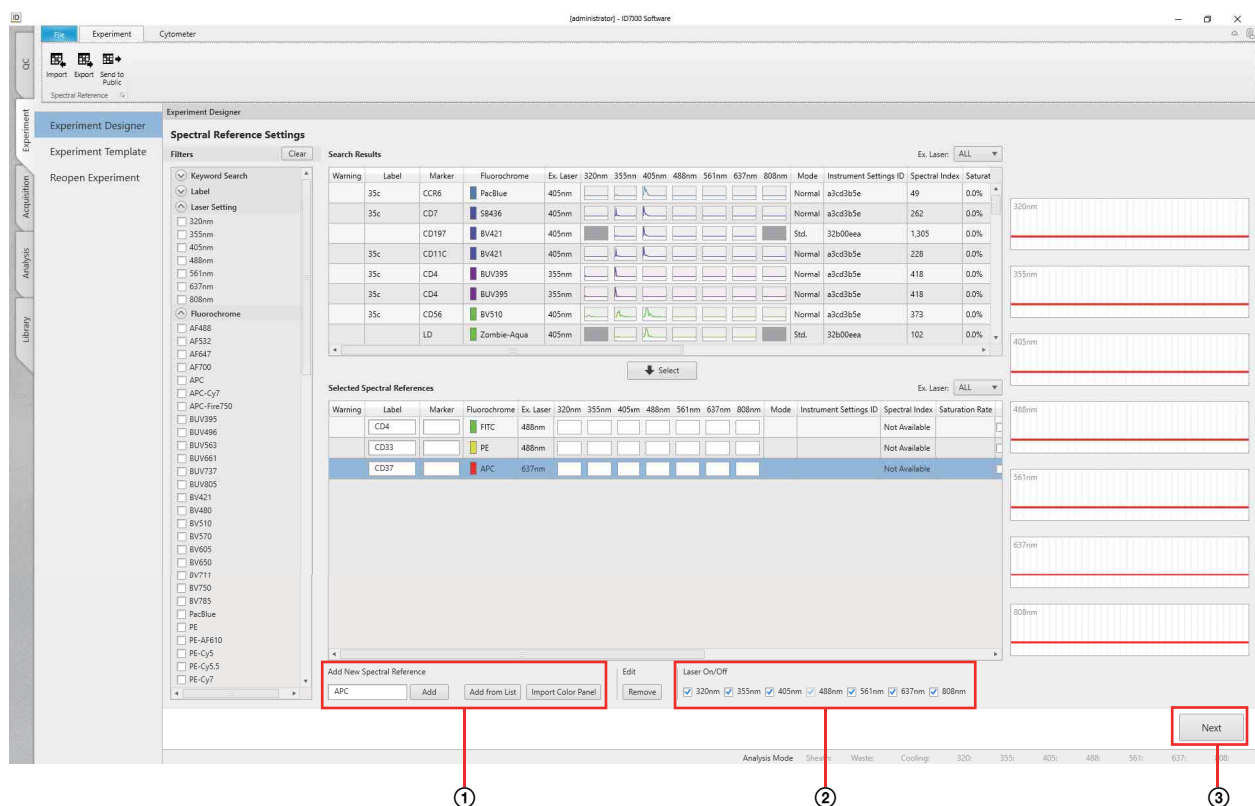 ID
[administrator] - ID7000 Software
File Experiment Cytometer
Import Export Send to Public
Spectral Reference
QC
Experiment
Acquisition
Analysis
Library
Experiment Designer
Experiment Template
Reopen Experiment
Experiment Designer
Spectral Reference Settings
Filters Clear
Keyword Search
Label
Laser Setting
320nm
355nm
405nm
488nm
561nm
637nm
808nm
Fluorochrome
AF488
AF532
AF647
AF700
APC
APC-Cy7
APC-Fire750
BUV395
BUV496
BUV563
BUV661
BUV737
BUV805
BV421
BV480
BV510
BV570
BV605
BV650
BV711
BV750
BV785
PacBlue
PE
PE-AF610
PE-Cy5
PE-Cy5.5
PE-Cy7
Search Results Ex. Laser: ALL
Warning Label Marker Fluorochrome Ex. Laser 320nm 355nm 405nm 488nm 561nm 637nm 808nm Mode Instrument Settings ID Spectral Index Saturat
35c CCR6 PacBlue 405nm Normal a3cd3b5e 49 0.0%
35c CD7 SB436 405nm Normal a3cd3b5e 262 0.0%
CD197 BV421 405nm Std. 32b00eea 1,305 0.0%
35c CD11C BV421 405nm Normal a3cd3b5e 228 0.0%
35c CD4 BUV395 355nm Normal a3cd3b5e 418 0.0%
35c CD4 BUV395 355nm Normal a3cd3b5e 418 0.0%
35c CD56 BV510 405nm Normal a3cd3b5e 373 0.0%
LD Zombie-Aqua 405nm Std. 32b00eea 102 0.0%
Select
Selected Spectral References Ex. Laser: ALL
Warning Label Marker Fluorochrome Ex. Laser 320nm 355nm 405nm 488nm 561nm 637nm 808nm Mode Instrument Settings ID Spectral Index Saturation Rate
CD4 FITC 488nm Not Available
CD33 PE 488nm Not Available
CD37 APC 637nm Not Available
320nm
355nm
405nm
488nm
561nm
637nm
808nm
Add New Spectral Reference Edit Laser On/Off
APC Add Add from List Import Color Panel Remove 320nm 355nm 405nm 488nm 561nm 637nm 808nm
Next
Analysis Mode Sheath: Waste: Cooling: 320: 355: 405: 488: 561: 637: 808:
① ② ③